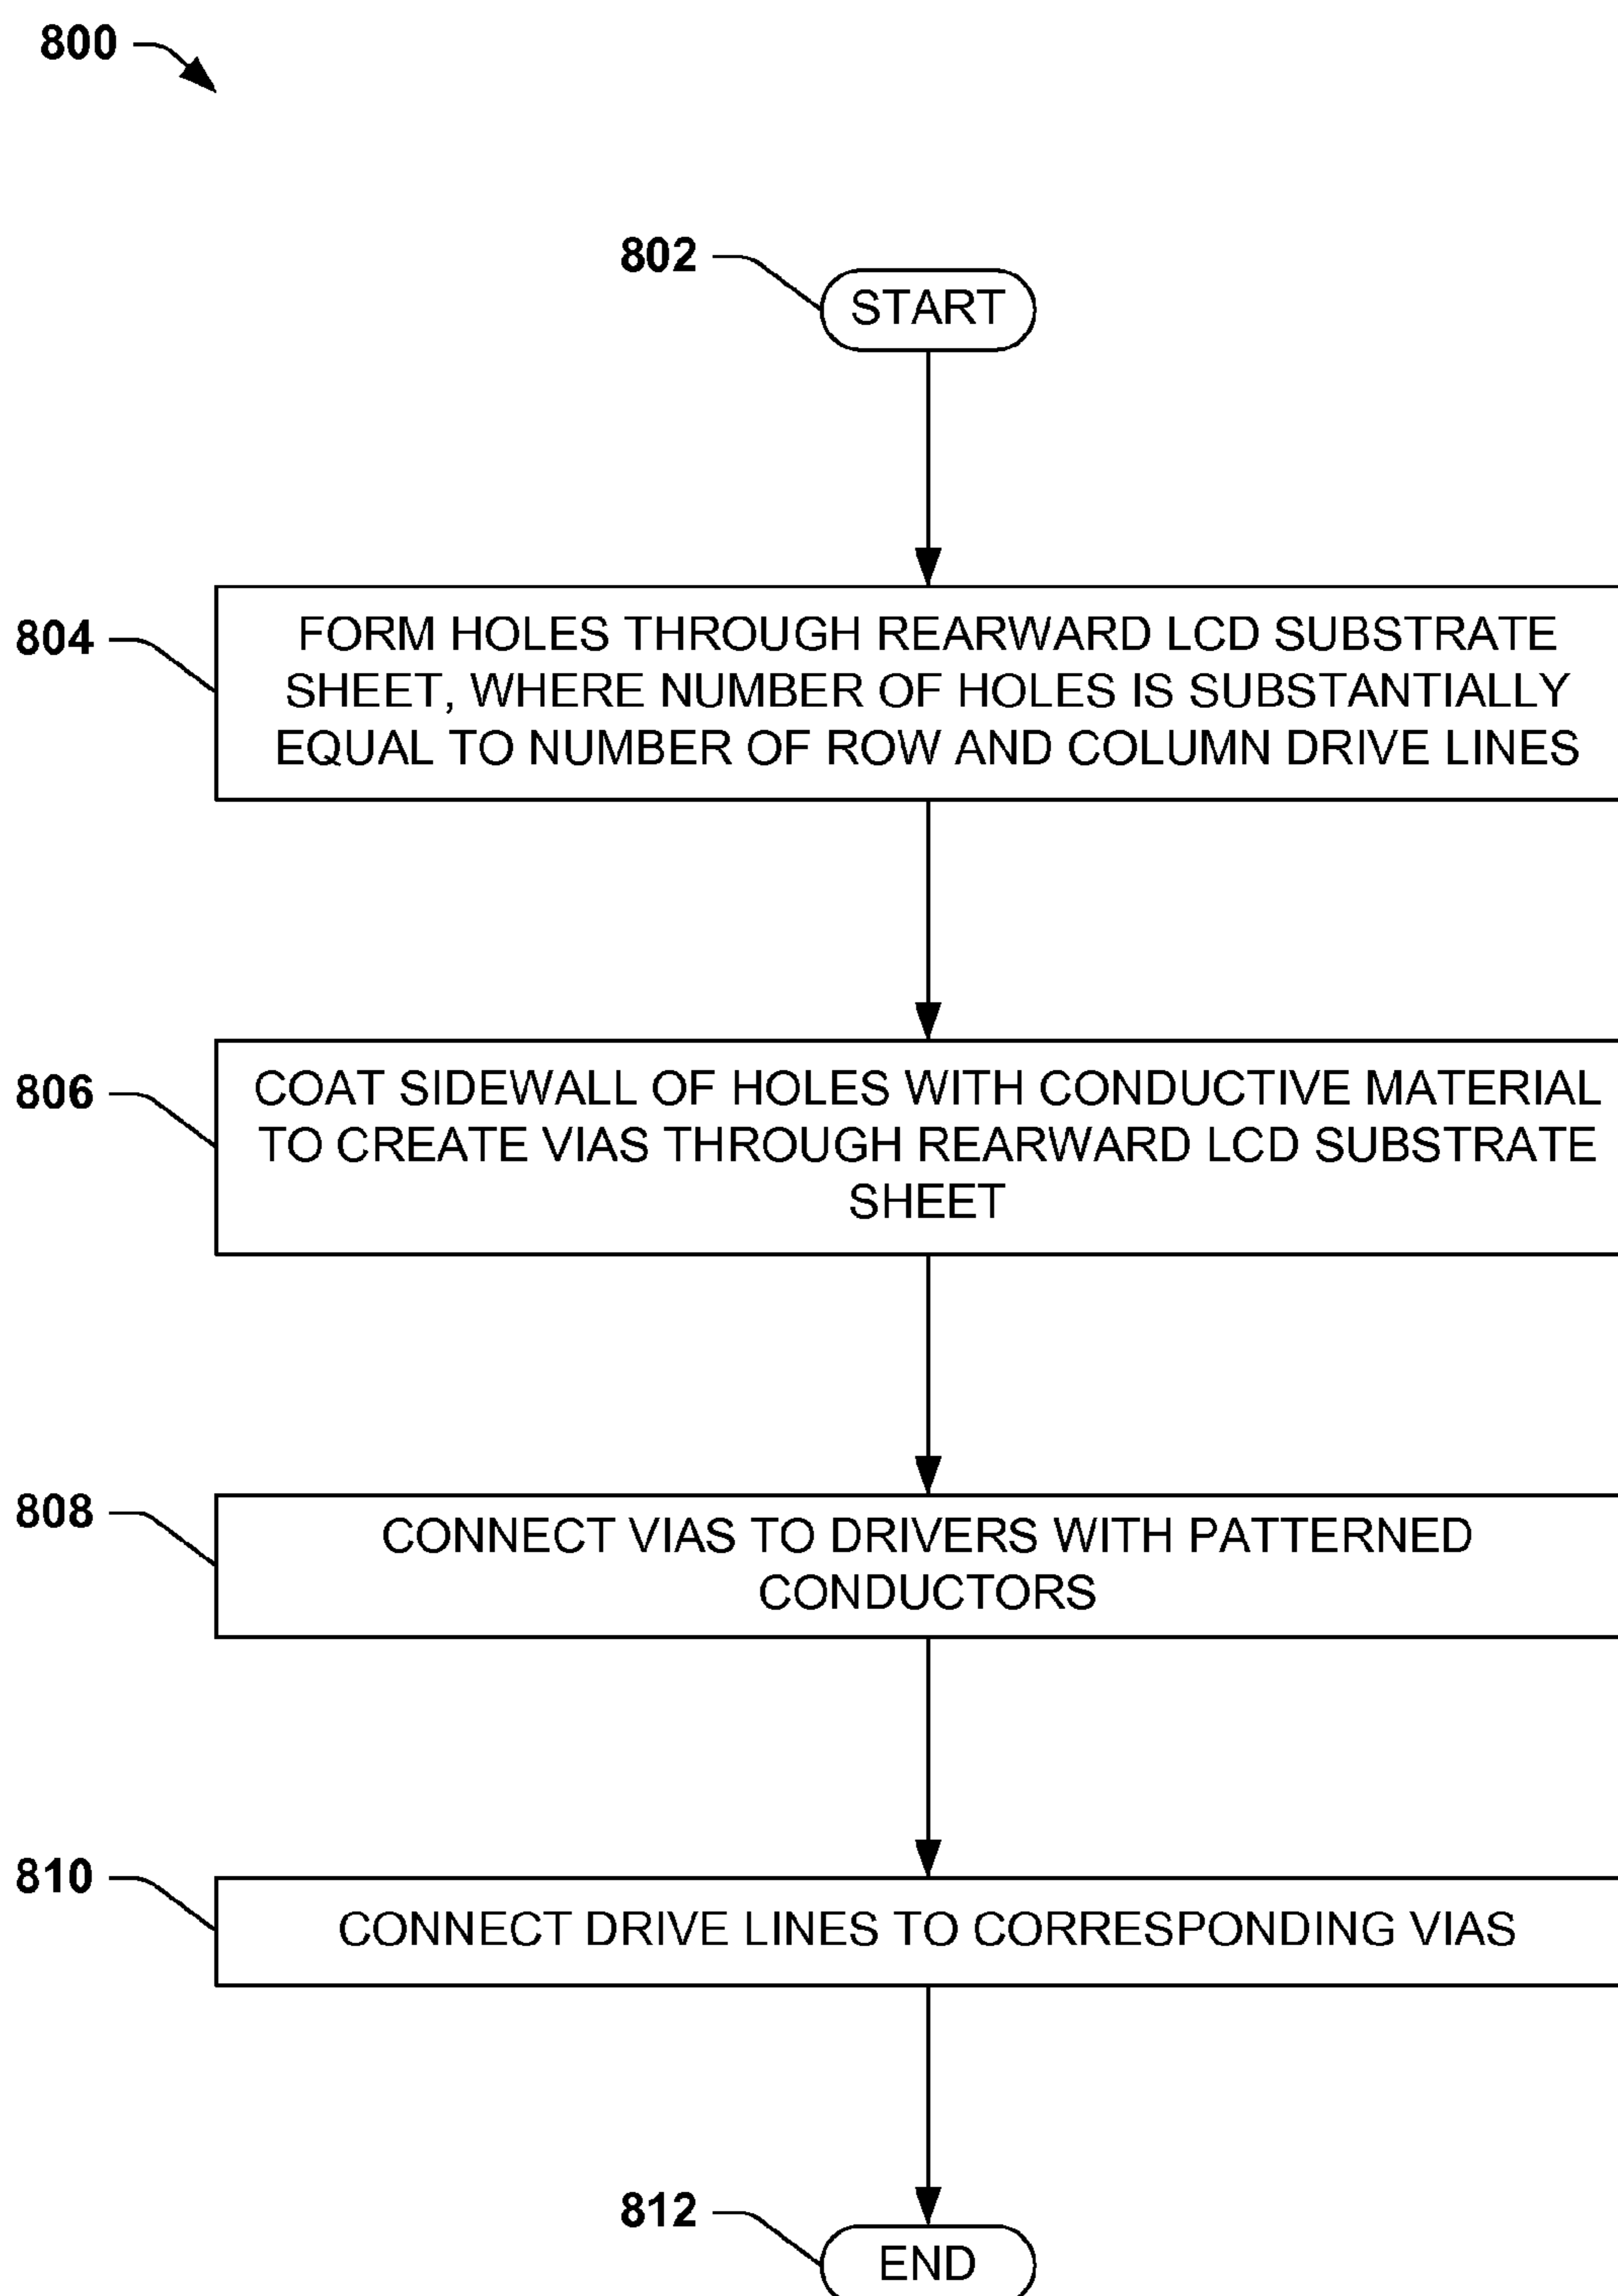 800
802
START
804
FORM HOLES THROUGH REARWARD LCD SUBSTRATE
SHEET, WHERE NUMBER OF HOLES IS SUBSTANTIALLY
EQUAL TO NUMBER OF ROW AND COLUMN DRIVE LINES
806
COAT SIDEWALL OF HOLES WITH CONDUCTIVE MATERIAL
TO CREATE VIAS THROUGH REARWARD LCD SUBSTRATE
SHEET
808
CONNECT VIAS TO DRIVERS WITH PATTERNED
CONDUCTORS
810
CONNECT DRIVE LINES TO CORRESPONDING VIAS
812
END